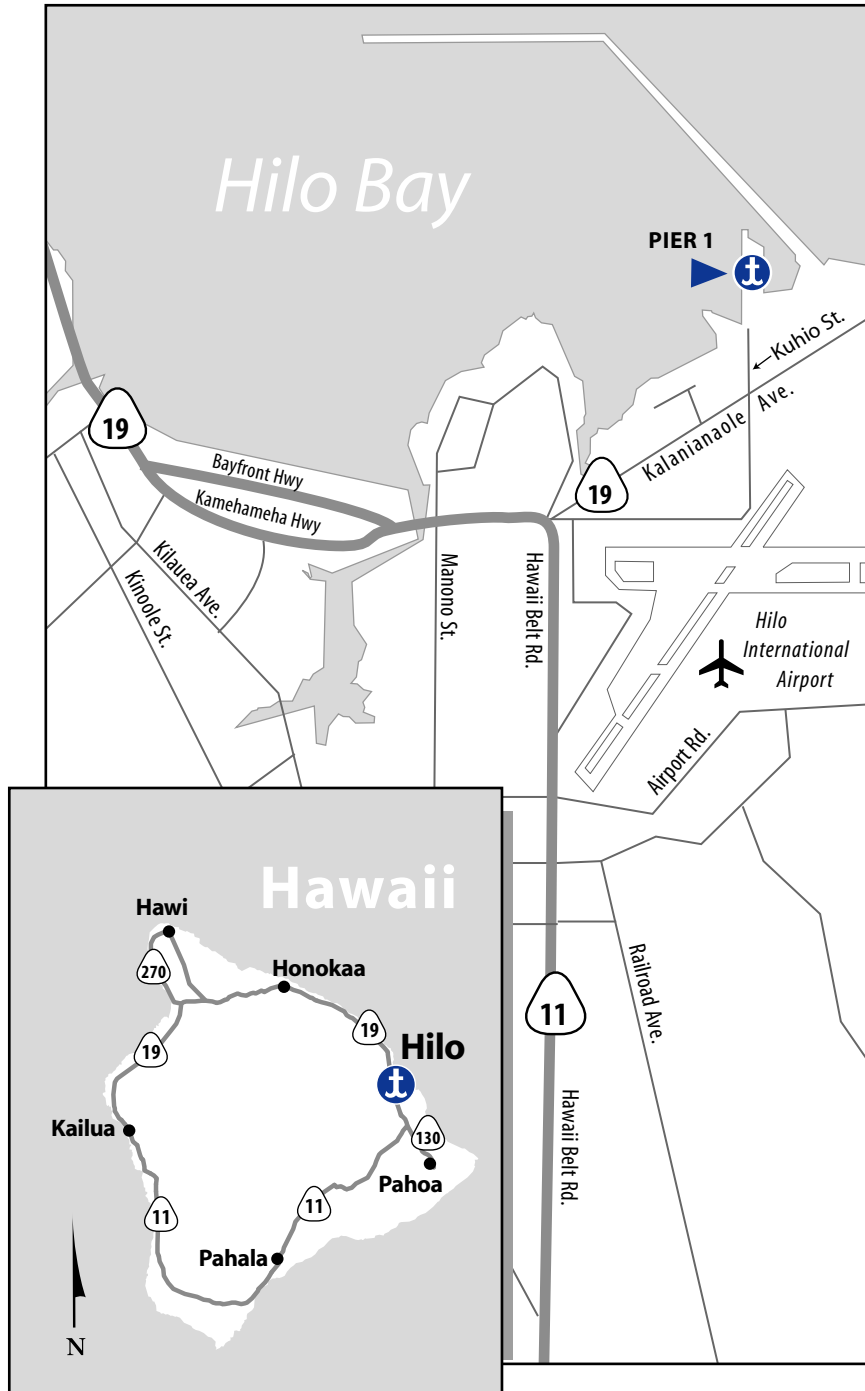 Hilo Bay
PIER 1
Kuhio St.
Kalanianaole Ave.
19
19
Bayfront Hwy
Kamehameha Hwy
Kilauea Ave.
Kinoole St.
Manono St.
Hawaii Belt Rd.
Hilo
International
Airport
Airport Rd.
Railroad Ave.
11
Hawaii Belt Rd.
Hawaii
Hawi
270
Honokaa
19
19
Hilo
Kailua
130
Pahoa
11
11
Pahala
N